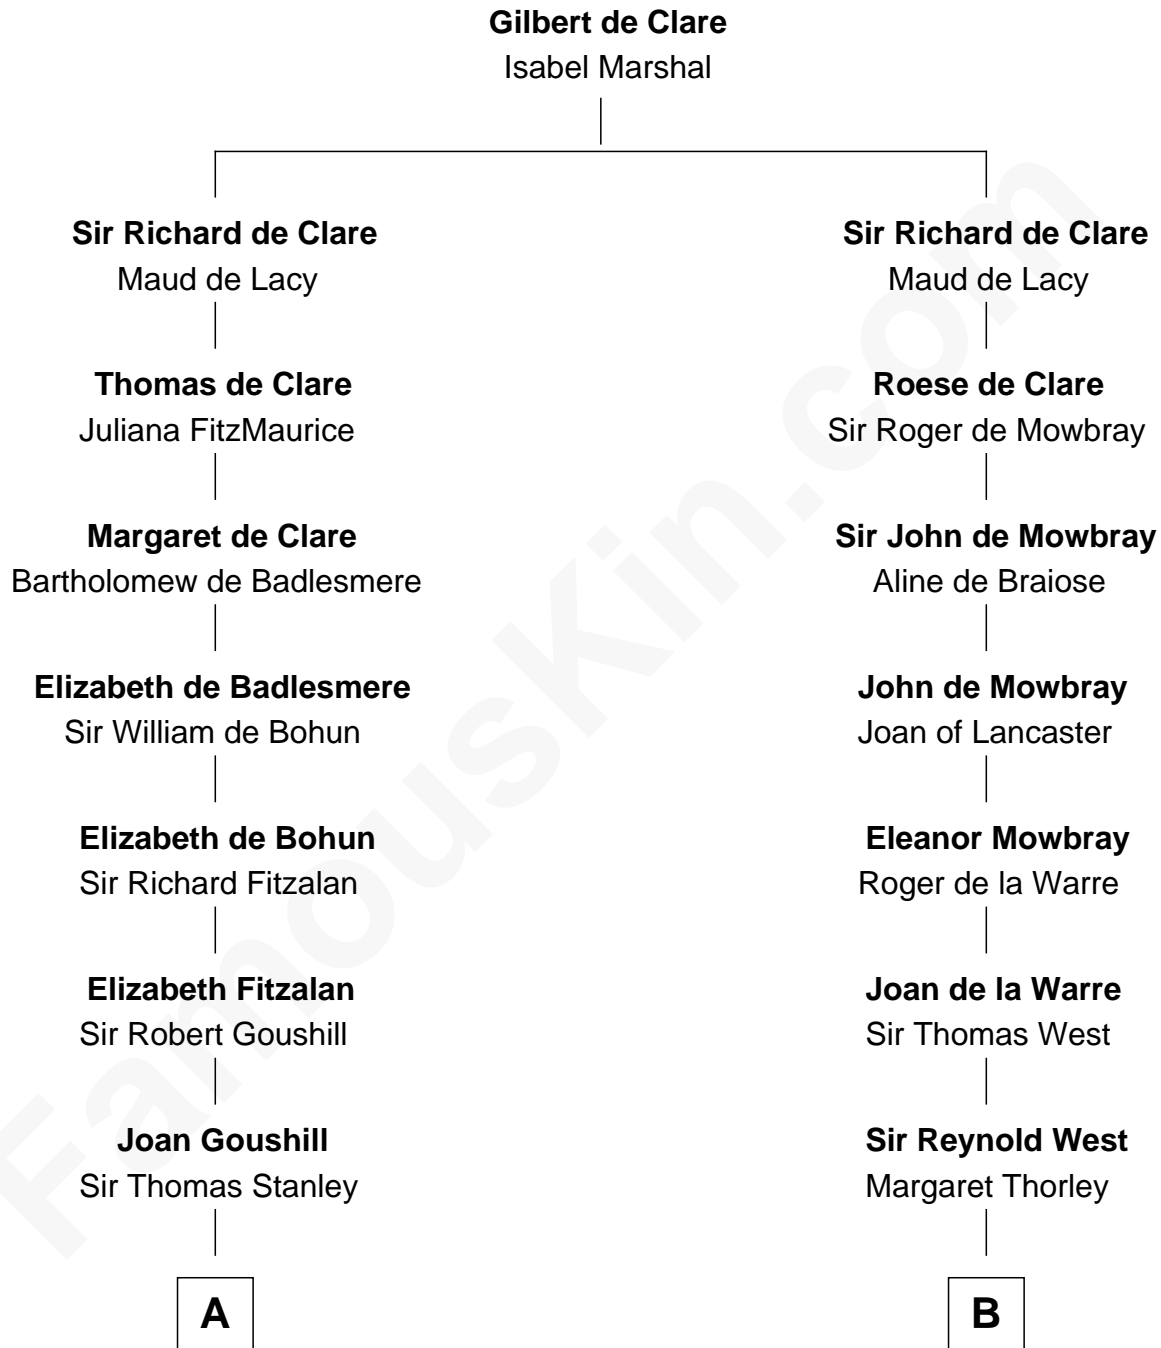 Gilbert de Clare
Isabel Marshal
Sir Richard de Clare
Maud de Lacy
Thomas de Clare
Juliana FitzMaurice
Margaret de Clare
Bartholomew de Badlesmere
Elizabeth de Badlesmere
Sir William de Bohun
Elizabeth de Bohun
Sir Richard Fitzalan
Elizabeth Fitzalan
Sir Robert Goushill
Joan Goushill
Sir Thomas Stanley
A
Sir Richard de Clare
Maud de Lacy
Roese de Clare
Sir Roger de Mowbray
Sir John de Mowbray
Aline de Braiose
John de Mowbray
Joan of Lancaster
Eleanor Mowbray
Roger de la Warre
Joan de la Warre
Sir Thomas West
Sir Reynold West
Margaret Thorley
B
FamousKin.com